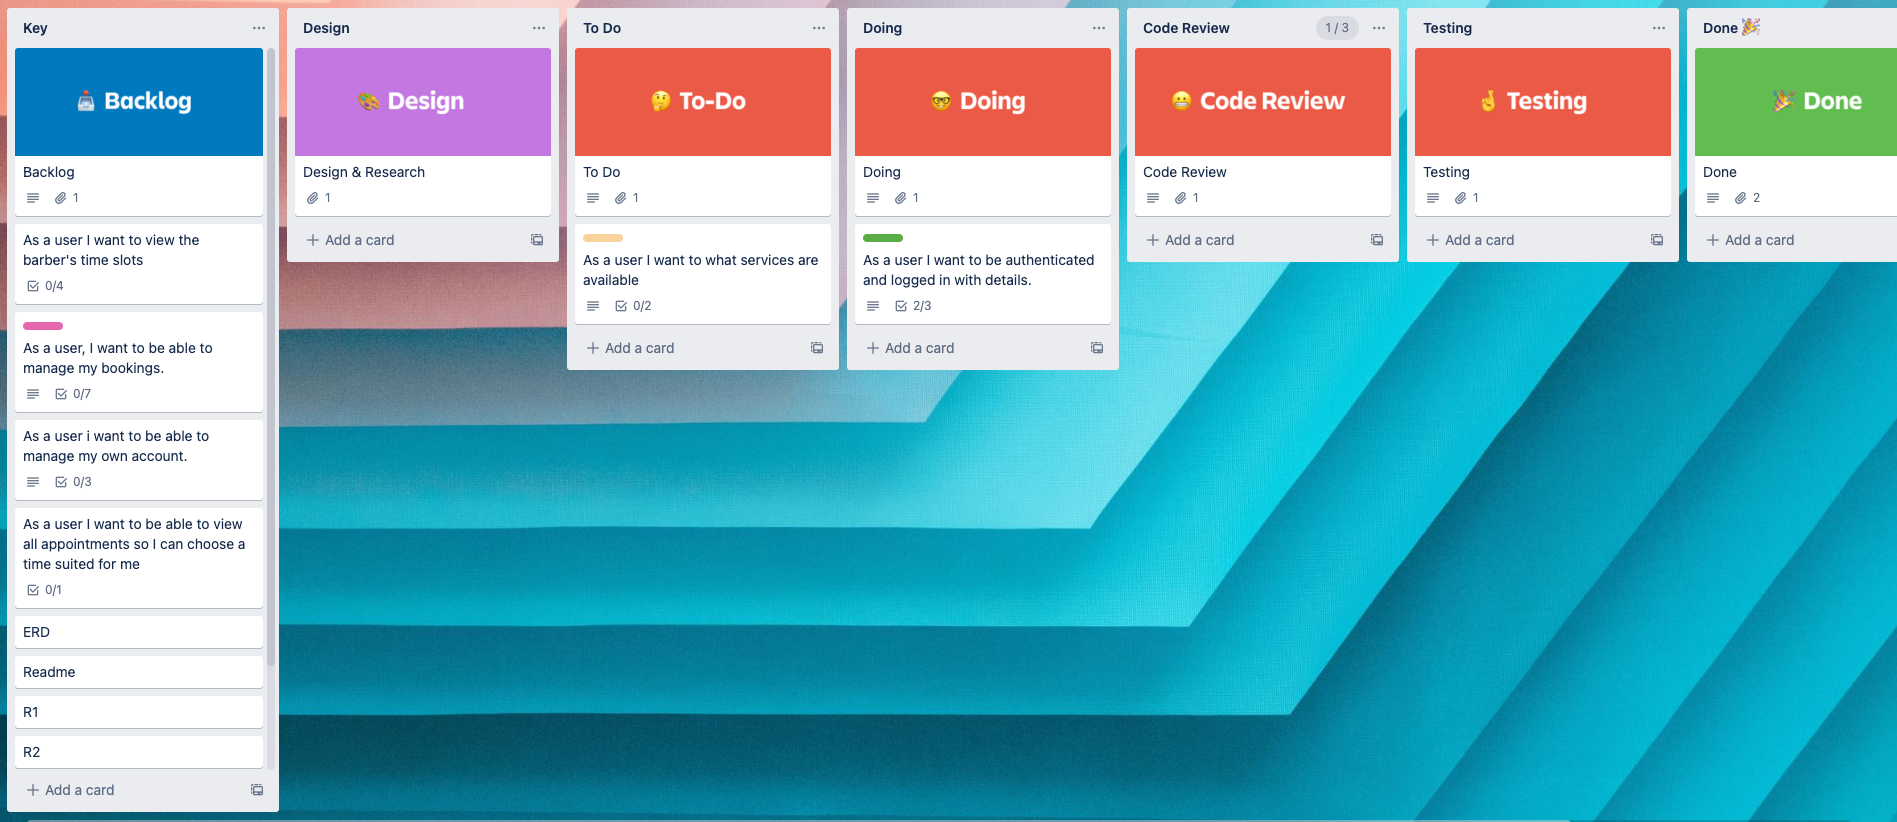 Key
Backlog
Backlog
1
As a user I want to view the
barber's time slots
0/4
As a user, I want to be able to
manage my bookings.
0/7
As a user i want to be able to
manage my own account.
0/3
As a user I want to be able to view
all appointments so I can choose a
time suited for me
0/1
ERD
Readme
R1
R2
Add a card
Design
Design
Design & Research
1
Add a card
To Do
To-Do
To Do
1
As a user I want to what services are
available
0/2
Add a card
Doing
Doing
Doing
1
As a user I want to be authenticated
and logged in with details.
2/3
Add a card
Code Review
1 / 3
Code Review
Code Review
1
Add a card
Testing
Testing
Testing
1
Add a card
Done 🎉
Done
Done
2
Add a card